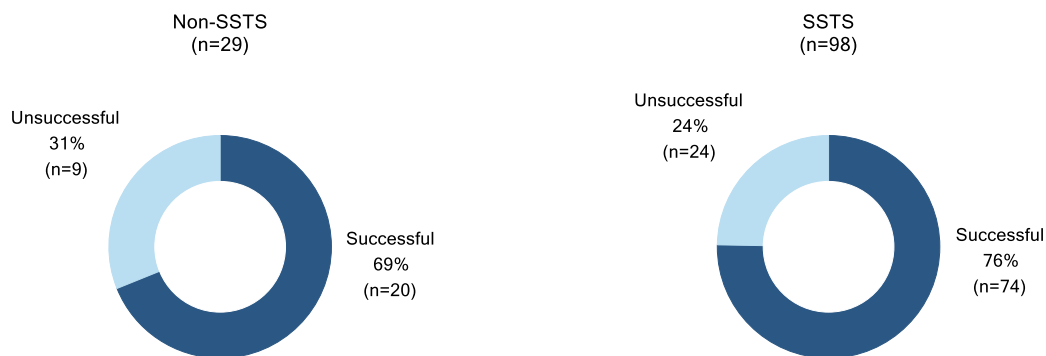 Non-SSTS
(n=29)
Unsuccessful
31%
(n=9)
Successful
69%
(n=20)
SSTS
(n=98)
Unsuccessful
24%
(n=24)
Successful
76%
(n=74)